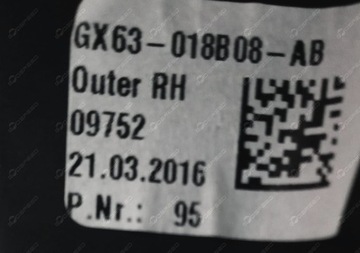 GX63-018B08-AB
Outer RH
09752
21.03.2016
P.Nr.: 95